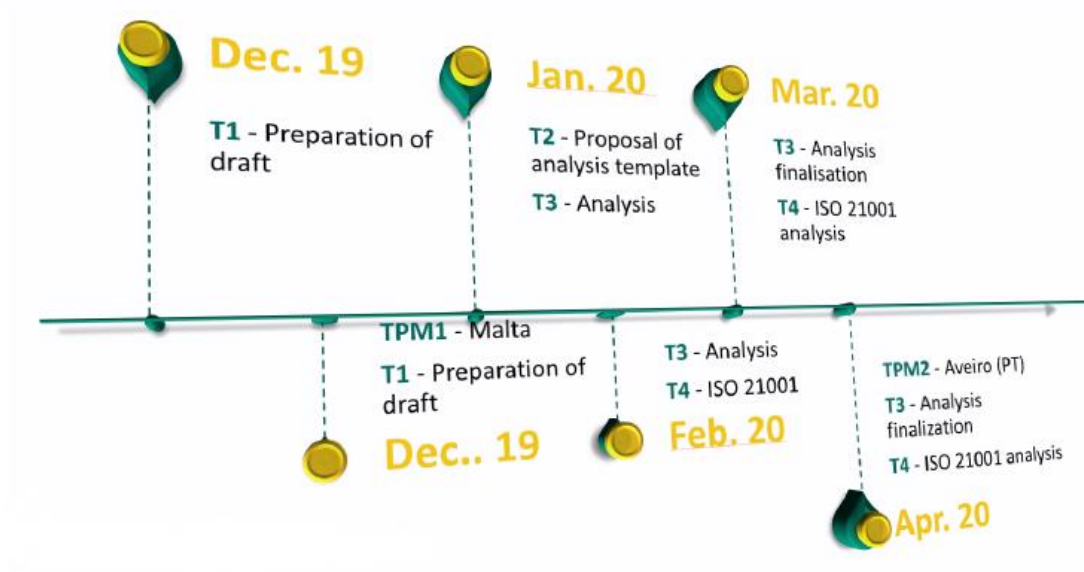 Dec. 19
T1 - Preparation of
draft
Jan. 20
T2 - Proposal of
analysis template
T3 - Analysis
Mar. 20
T3 - Analysis
finalisation
T4 - ISO 21001
analysis
TPM1 - Malta
T1 - Preparation of
draft
Dec.. 19
T3 - Analysis
T4 - ISO 21001
Feb. 20
TPM2 - Aveiro (PT)
T3 - Analysis
finalization
T4 - ISO 21001 analysis
Apr. 20